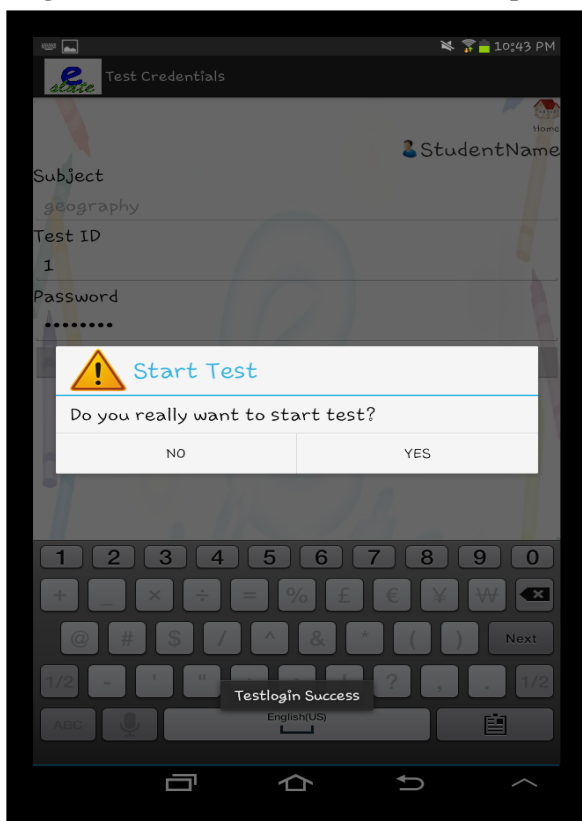 10:43 PM
e
slate
Test Credentials
Home
StudentName
Subject
geography
Test ID
1
Password
••••••••
Start Test
Do you really want to start test?
NO YES
1 2 3 4 5 6 7 8 9 0
+ _ × ÷ = % £ € ¥ ₩
@ # $ / ^ & * ( ) Next
1/2 - ' " ? , . 1/2
Testlogin Success
ABC English(US)